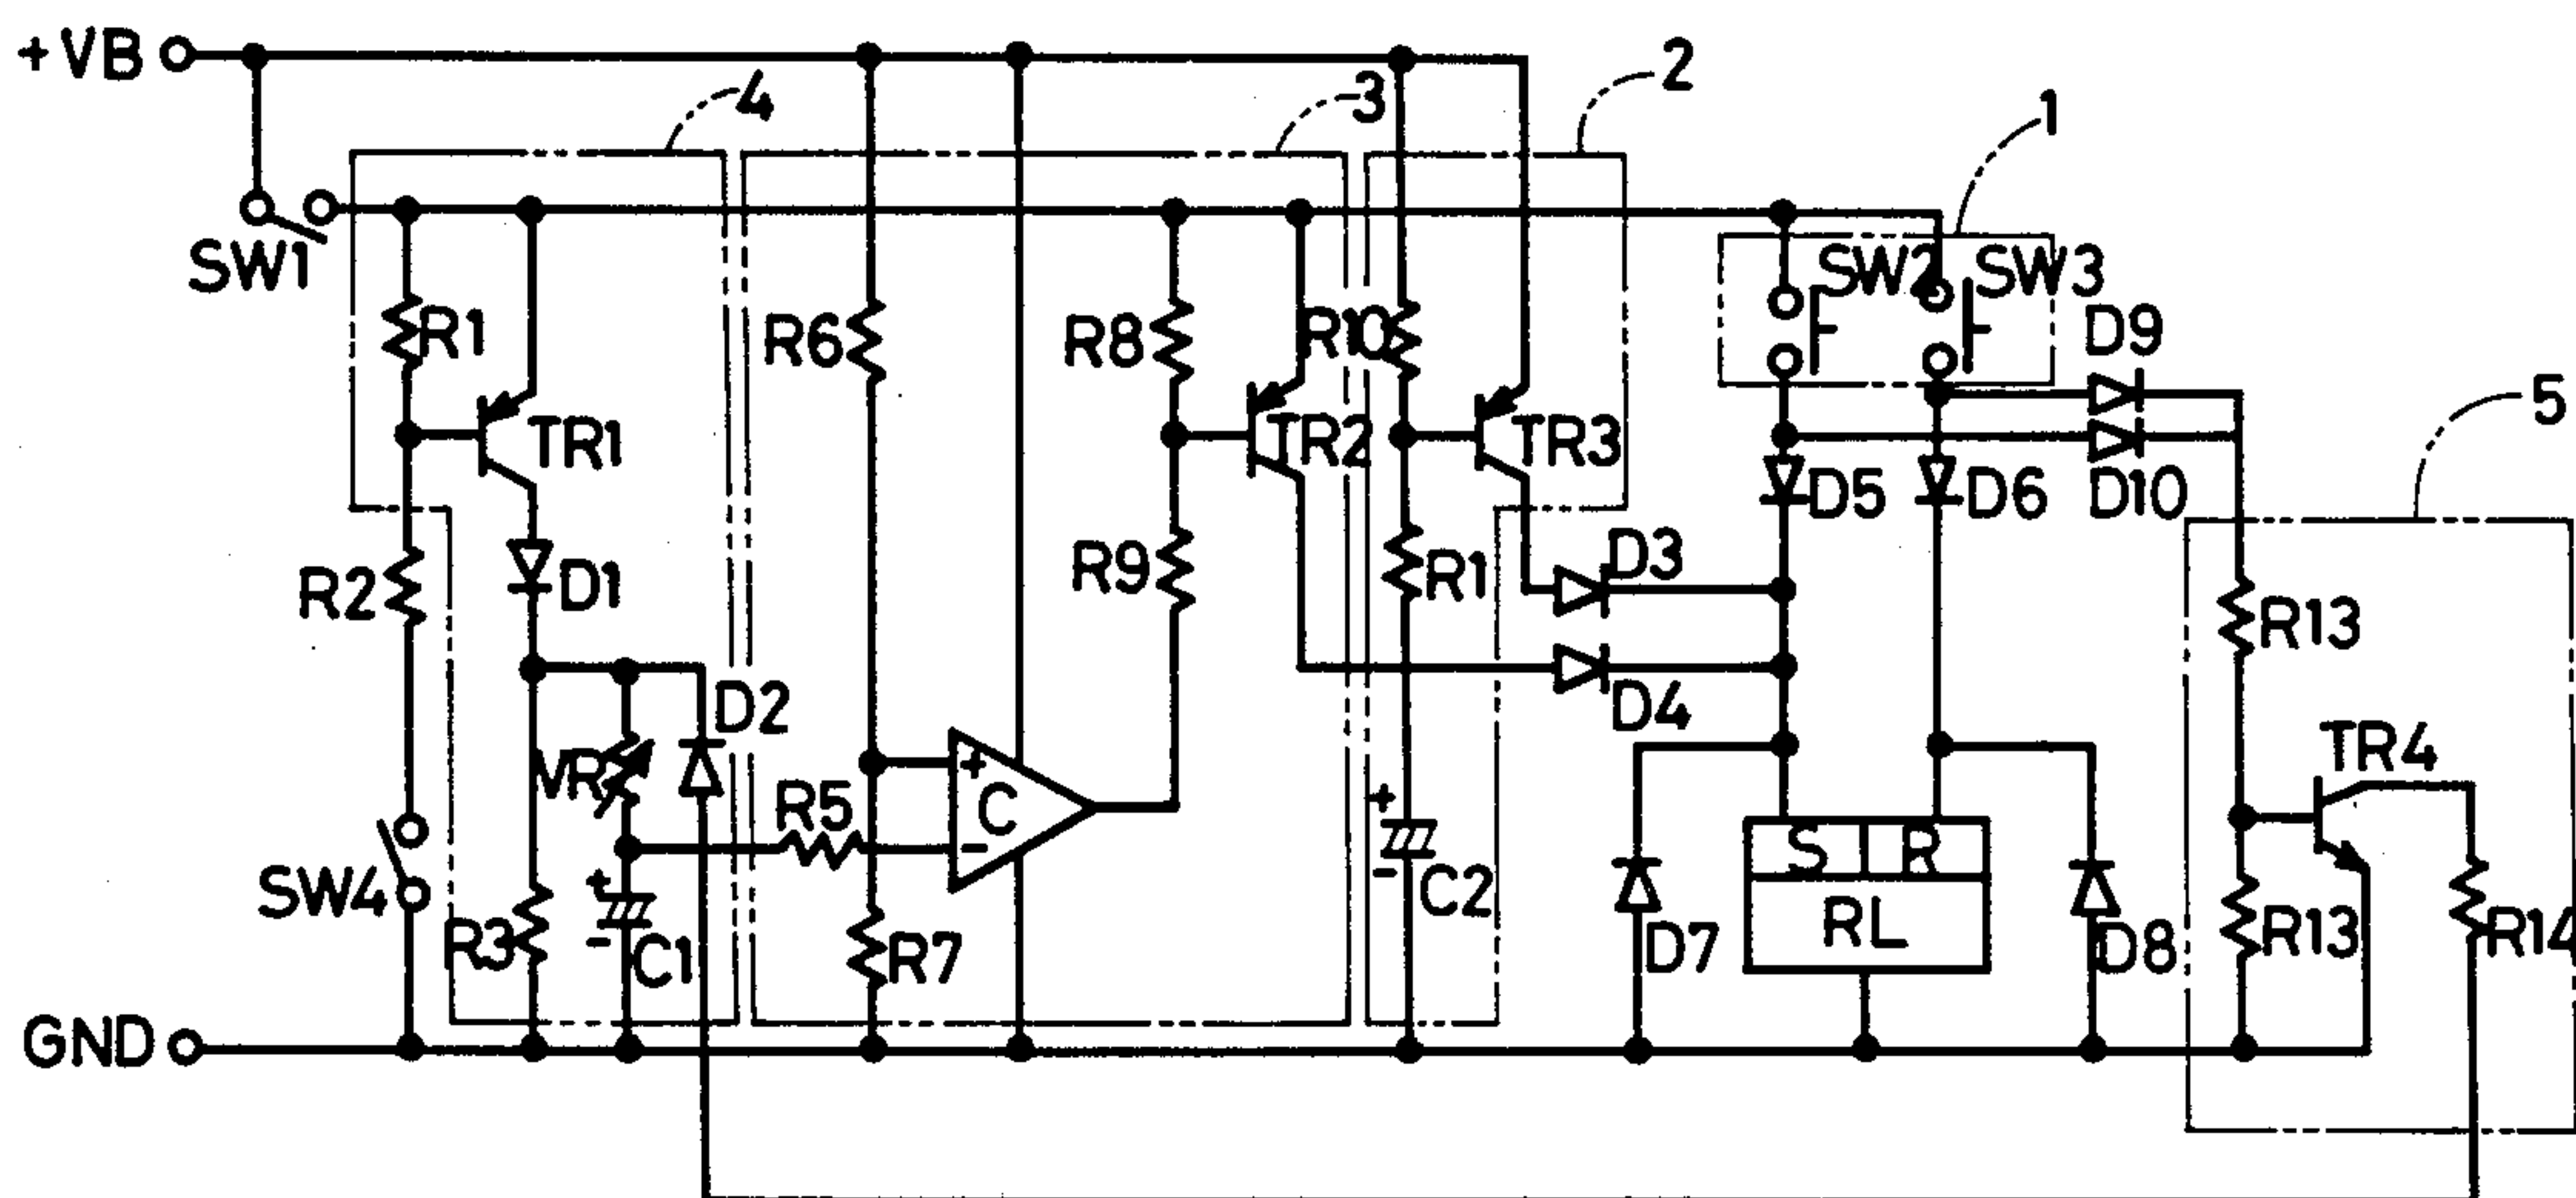 +VB
4
3
2
1
SW1
SW2
SW3
R1
R6
R8
R10
D9
TR1
TR2
TR3
5
D5
D6
D10
R2
D1
R9
R1
D3
R13
D2
D4
VR
R5
+
C
-
+
-
C2
S
R
RL
TR4
SW4
R3
+
-
C1
R7
D7
D8
R13
R14
GND